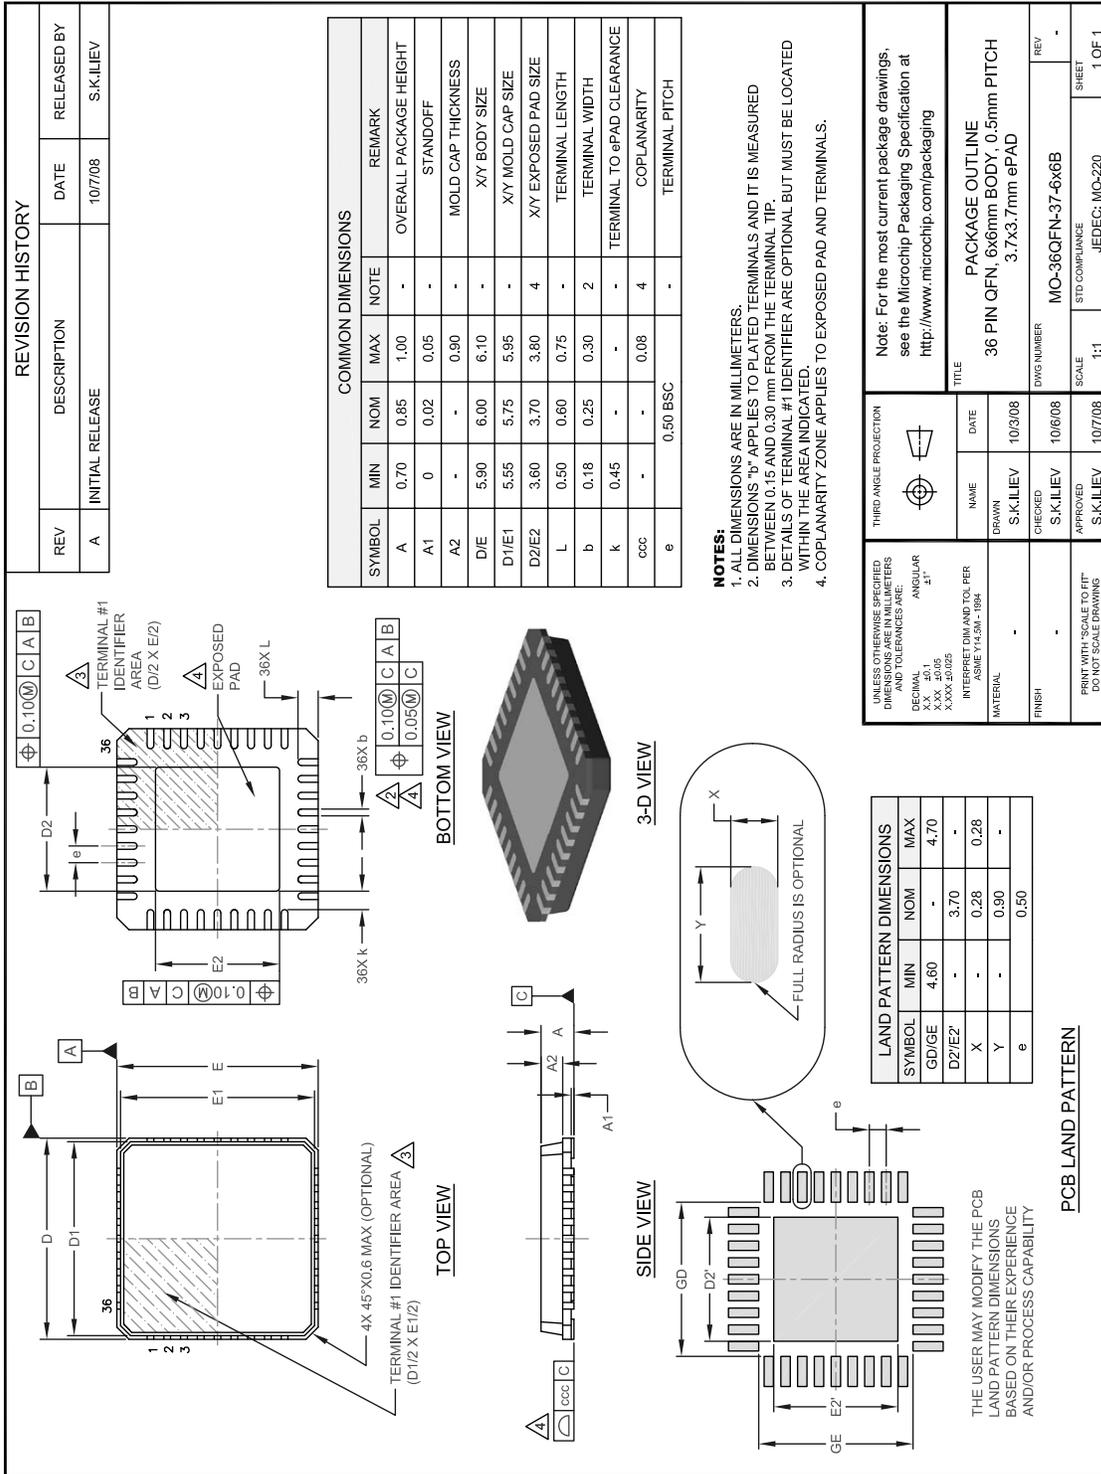 REVISION HISTORY
REV DESCRIPTION DATE RELEASED BY
A INITIAL RELEASE 10/7/08 S.K.ILIEV
B
A
D
D1
E1
E
36
1
2
3
4X 45°X0.6 MAX (OPTIONAL)
TERMINAL #1 IDENTIFIER AREA
(D1/2 X E1/2)
3
TOP VIEW
0.10 M C A B
D2
e
36
1
2
3
3
TERMINAL #1
IDENTIFIER
AREA
(D/2 X E/2)
4
EXPOSED
PAD
36X L
E2
0.10 M C A B
36X k
36X b
2
4
0.10 M C A B
0.05 M C
BOTTOM VIEW
COMMON DIMENSIONS
SYMBOL MIN NOM MAX NOTE REMARK
A 0.70 0.85 1.00 - OVERALL PACKAGE HEIGHT
A1 0 0.02 0.05 - STANDOFF
A2 - - 0.90 - MOLD CAP THICKNESS
D/E 5.90 6.00 6.10 - X/Y BODY SIZE
D1/E1 5.55 5.75 5.95 - X/Y MOLD CAP SIZE
D2/E2 3.60 3.70 3.80 4 X/Y EXPOSED PAD SIZE
L 0.50 0.60 0.75 - TERMINAL LENGTH
b 0.18 0.25 0.30 2 TERMINAL WIDTH
k 0.45 - - - TERMINAL TO ePAD CLEARANCE
ccc - - 0.08 4 COPLANARITY
e 0.50 BSC - TERMINAL PITCH
4
ccc C
C
A2
A
A1
SIDE VIEW
3-D VIEW
NOTES:
1. ALL DIMENSIONS ARE IN MILLIMETERS.
2. DIMENSIONS "b" APPLIES TO PLATED TERMINALS AND IT IS MEASURED
BETWEEN 0.15 AND 0.30 mm FROM THE TERMINAL TIP.
3. DETAILS OF TERMINAL #1 IDENTIFIER ARE OPTIONAL BUT MUST BE LOCATED
WITHIN THE AREA INDICATED.
4. COPLANARITY ZONE APPLIES TO EXPOSED PAD AND TERMINALS.
GD
D2'
GE
E2'
e
Y
X
FULL RADIUS IS OPTIONAL
LAND PATTERN DIMENSIONS
SYMBOL MIN NOM MAX
GD/GE 4.60 - 4.70
D2'/E2' - 3.70 -
X - 0.28 0.28
Y - 0.90 -
e 0.50
THE USER MAY MODIFY THE PCB
LAND PATTERN DIMENSIONS
BASED ON THEIR EXPERIENCE
AND/OR PROCESS CAPABILITY
PCB LAND PATTERN
UNLESS OTHERWISE SPECIFIED
DIMENSIONS ARE IN MILLIMETERS
AND TOLERANCES ARE:
DECIMAL ANGULAR
X.X ±0.1 ±1°
X.XX ±0.05
X.XXX ±0.025
INTERPRET DIM AND TOL PER
ASME Y14.5M - 1994
MATERIAL
-
FINISH
-
PRINT WITH "SCALE TO FIT"
DO NOT SCALE DRAWING
THIRD ANGLE PROJECTION
NAME DATE
DRAWN
S.K.ILIEV 10/3/08
CHECKED
S.K.ILIEV 10/6/08
APPROVED
S.K.ILIEV 10/7/08
Note: For the most current package drawings,
see the Microchip Packaging Specification at
http://www.microchip.com/packaging
TITLE
PACKAGE OUTLINE
36 PIN QFN, 6x6mm BODY, 0.5mm PITCH
3.7x3.7mm ePAD
DWG NUMBER
MO-36QFN-37-6x6B
REV
-
SCALE
1:1
STD COMPLIANCE
JEDEC: MO-220
SHEET
1 OF 1